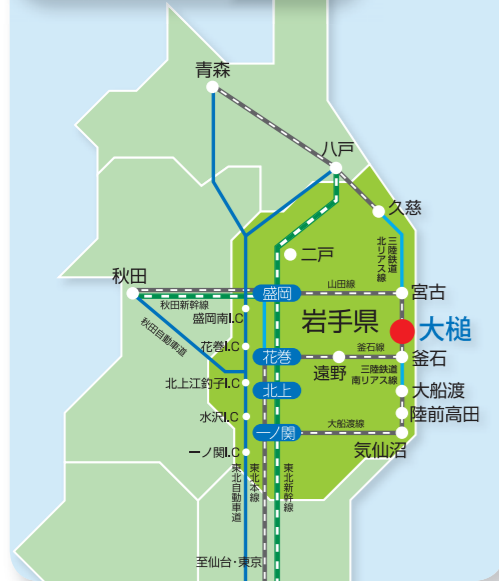 青森
八戸
久慈
三陸鉄道
北リアス線
二戸
秋田
秋田新幹線
盛岡
山田線
宮古
盛岡南I.C
岩手県
大槌
秋田自動車道
花巻I.C
花巻
釜石線
釜石
遠野
三陸鉄道
南リアス線
北上江釣子I.C
北上
大船渡
陸前高田
水沢I.C
一ノ関
大船渡線
気仙沼
一ノ関I.C
東北自動車道
東北本線
東北新幹線
至仙台・東京